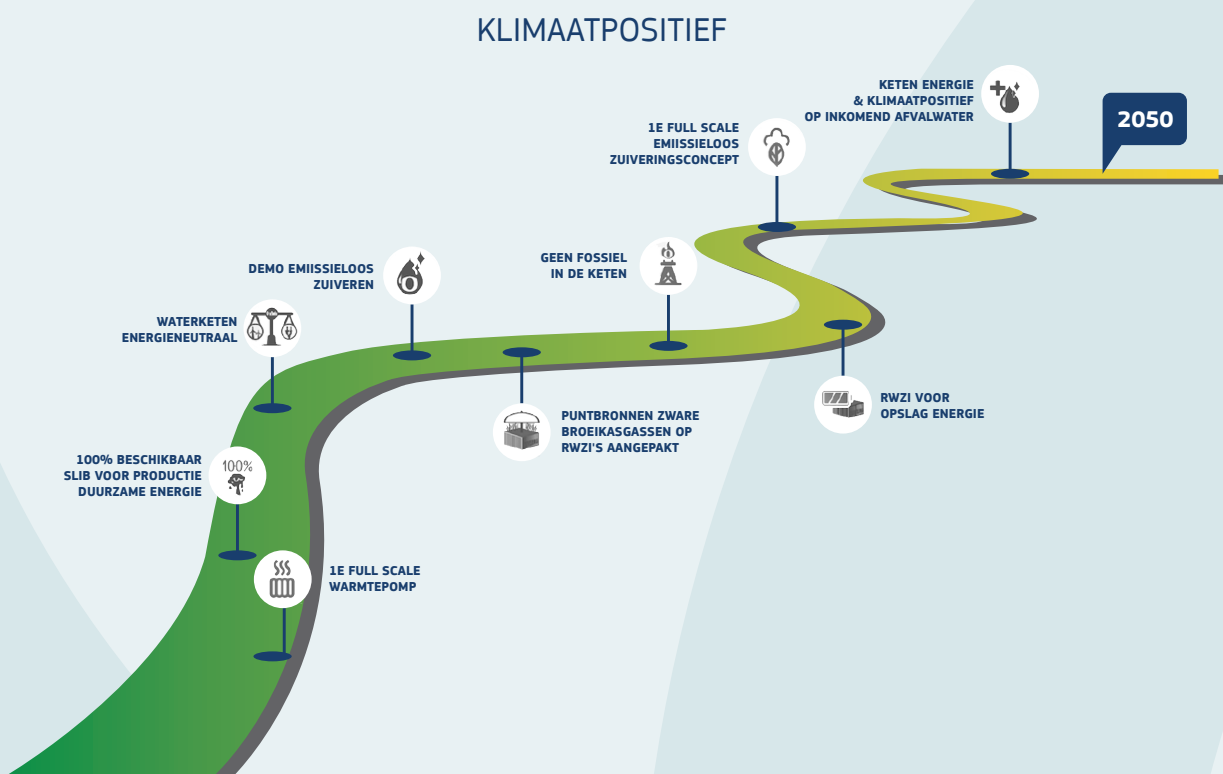 KLIMAATPOSITIEF
KETEN ENERGIE
& KLIMAATPOSITIEF
OP INKOMEND AFVALWATER
2050
1E FULL SCALE
EMIISSIELOOS
ZUIVERINGSCONCEPT
GEEN FOSSIEL
IN DE KETEN
DEMO EMIISSIELOOS
ZUIVEREN
WATERKETEN
ENERGIENEUTRAAL
RWZI VOOR
OPSLAG ENERGIE
PUNTBRONNEN ZWARE
BROEIKASGASSEN OP
RWZI'S AANGEPAKT
100% BESCHIKBAAR
SLIB VOOR PRODUCTIE
DUURZAME ENERGIE
100%
1E FULL SCALE
WARMTEPOMP